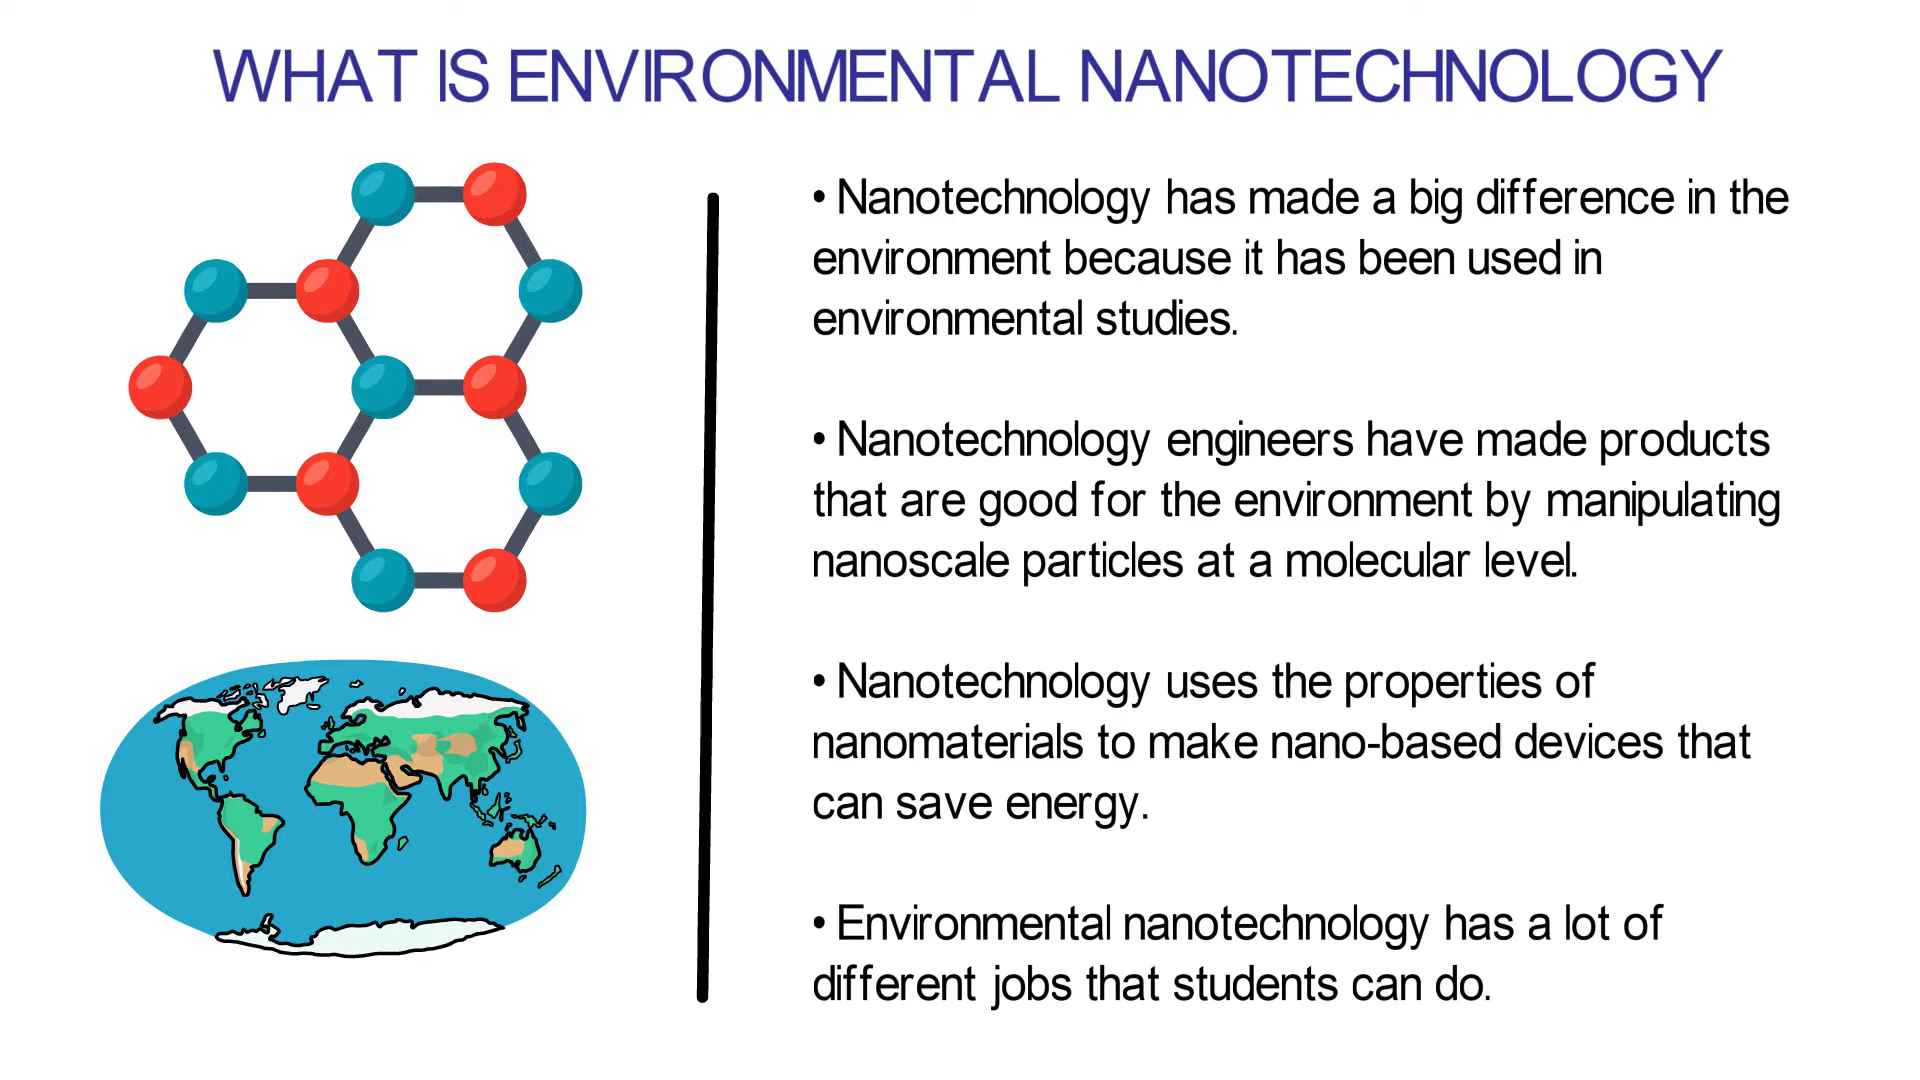 WHAT IS ENVIRONMENTAL NANOTECHNOLOGY
• Nanotechnology has made a big difference in the
environment because it has been used in
environmental studies.
• Nanotechnology engineers have made products
that are good for the environment by manipulating
nanoscale particles at a molecular level.
• Nanotechnology uses the properties of
nanomaterials to make nano-based devices that
can save energy.
• Environmental nanotechnology has a lot of
different jobs that students can do.